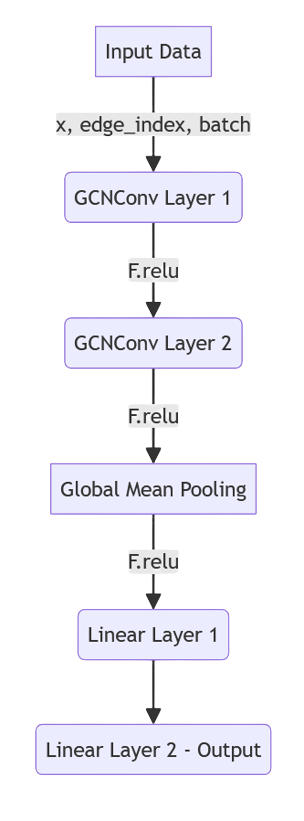 Input Data
x, edge_index, batch
GCNConv Layer 1
F.relu
GCNConv Layer 2
F.relu
Global Mean Pooling
F.relu
Linear Layer 1
Linear Layer 2 - Output